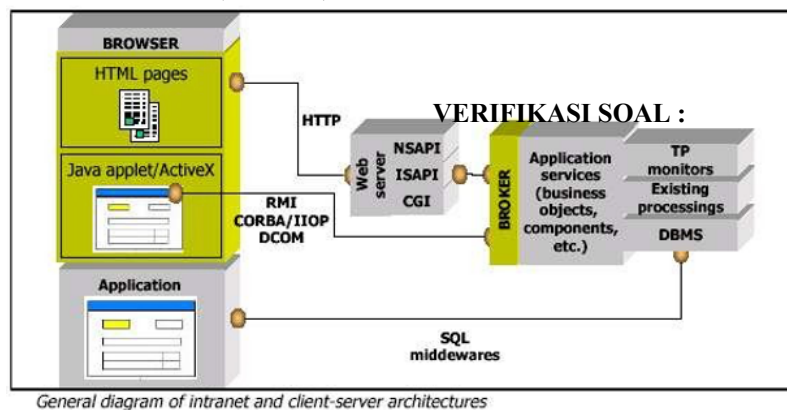 BROWSER
HTML pages
Java applet/ActiveX
Application
HTTP
RMI
CORBA/IIOP
DCOM
Web
server
NSAPI
ISAPI
CGI
VERIFIKASI SOAL :
BROKER
Application
services
(business
objects,
components,
etc.)
TP
monitors
Existing
processings
DBMS
SQL
middewares
General diagram of intranet and client-server architectures